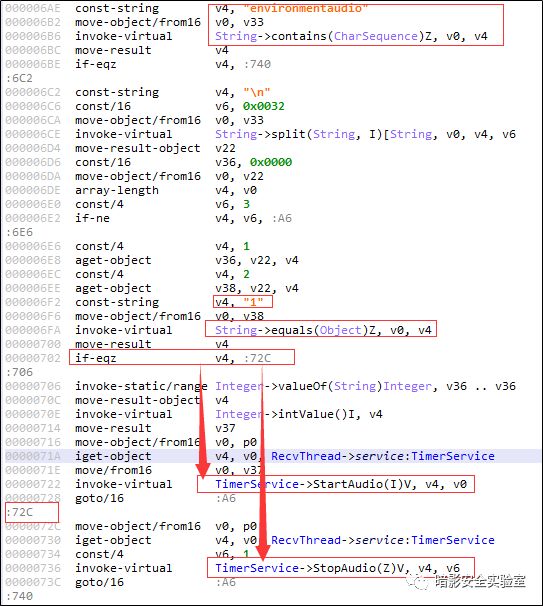 000006AE const-string v4, "environmentaudio"
000006B2 move-object/from16 v0, v33
000006B6 invoke-virtual String->contains(CharSequence)Z, v0, v4
000006BC move-result v4
000006BE if-eqz v4, :740
:6C2
000006C2 const-string v4, "\n"
000006C6 const/16 v6, 0x0032
000006CA move-object/from16 v0, v33
000006CE invoke-virtual String->split(String, I)[String, v0, v4, v6
000006D4 move-result-object v22
000006D6 const/16 v36, 0x0000
000006DA move-object/from16 v0, v22
000006DE array-length v4, v0
000006E0 const/4 v6, 3
000006E2 if-ne v4, v6, :A6
:6E6
000006E6 const/4 v4, 1
000006E8 aget-object v36, v22, v4
000006EC const/4 v4, 2
000006EE aget-object v38, v22, v4
000006F2 const-string v4, "1"
000006F6 move-object/from16 v0, v38
000006FA invoke-virtual String->equals(Object)Z, v0, v4
00000700 move-result v4
00000702 if-eqz v4, :72C
:706
00000706 invoke-static/range Integer->valueOf(String)Integer, v36 .. v36
0000070C move-result-object v4
0000070E invoke-virtual Integer->intValue()I, v4
00000714 move-result v37
00000716 move-object/from16 v0, p0
0000071A iget-object v4, v0, RecvThread->service:TimerService
0000071E move/from16 v0, v37
00000722 invoke-virtual TimerService->StartAudio(I)V, v4, v0
00000728 goto/16 :A6
:72C
0000072C move-object/from16 v0, p0
00000730 iget-object v4, v0, RecvThread->service:TimerService
00000734 const/4 v6, 1
00000736 invoke-virtual TimerService->StopAudio(Z)V, v4, v6
0000073C goto/16 :A6
:740
暗影安全实验室